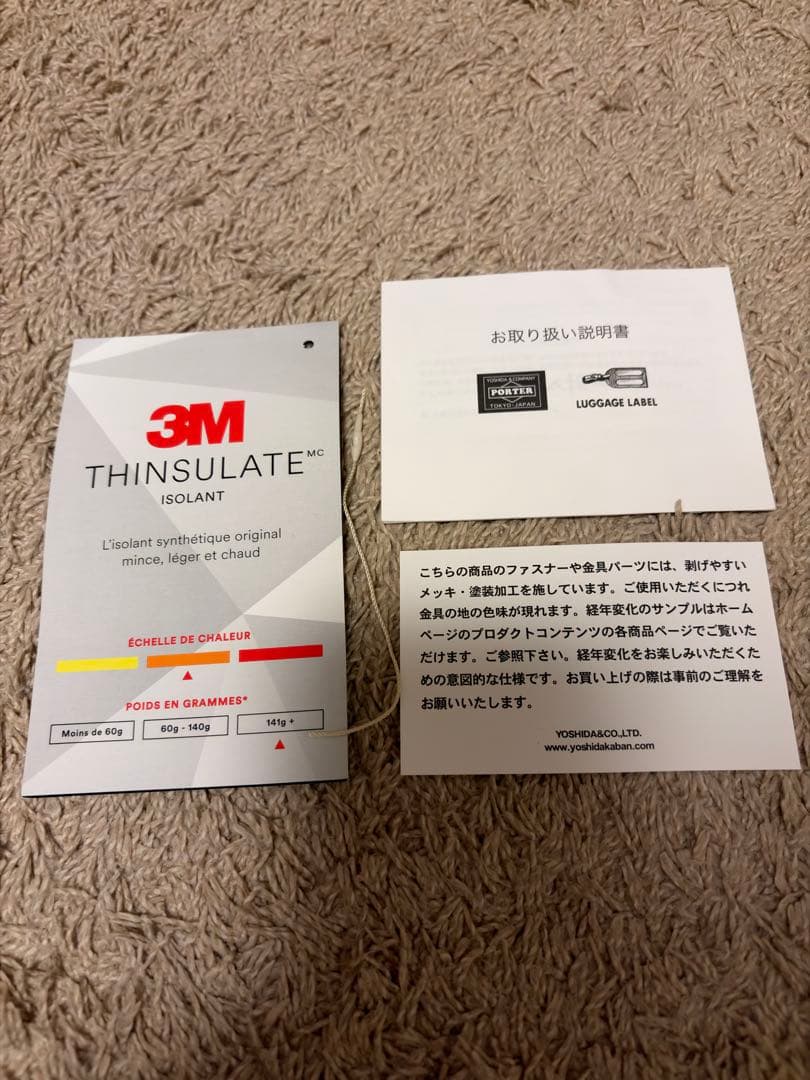 3M
THINSULATE MC
ISOLANT
L'isolant synthétique original
mince, léger et chaud
ÉCHELLE DE CHALEUR
POIDS EN GRAMMES*
Moins de 60g
60g - 140g
141g +
お取り扱い説明書
YOSHIDA & COMPANY
PORTER
TOKYO・JAPAN
LUGGAGE LABEL
こちらの商品のファスナーや金具パーツには、剥げやすい
メッキ・塗装加工を施しています。ご使用いただくにつれ
金具の地の色味が現れます。経年変化のサンプルはホーム
ページのプロダクトコンテンツの各商品ページでご覧いた
だけます。ご参照下さい。経年変化をお楽しみいただくた
めの意図的な仕様です。お買い上げの際は事前のご理解を
お願いいたします。
YOSHIDA&CO.,LTD.
www.yoshidakaban.com